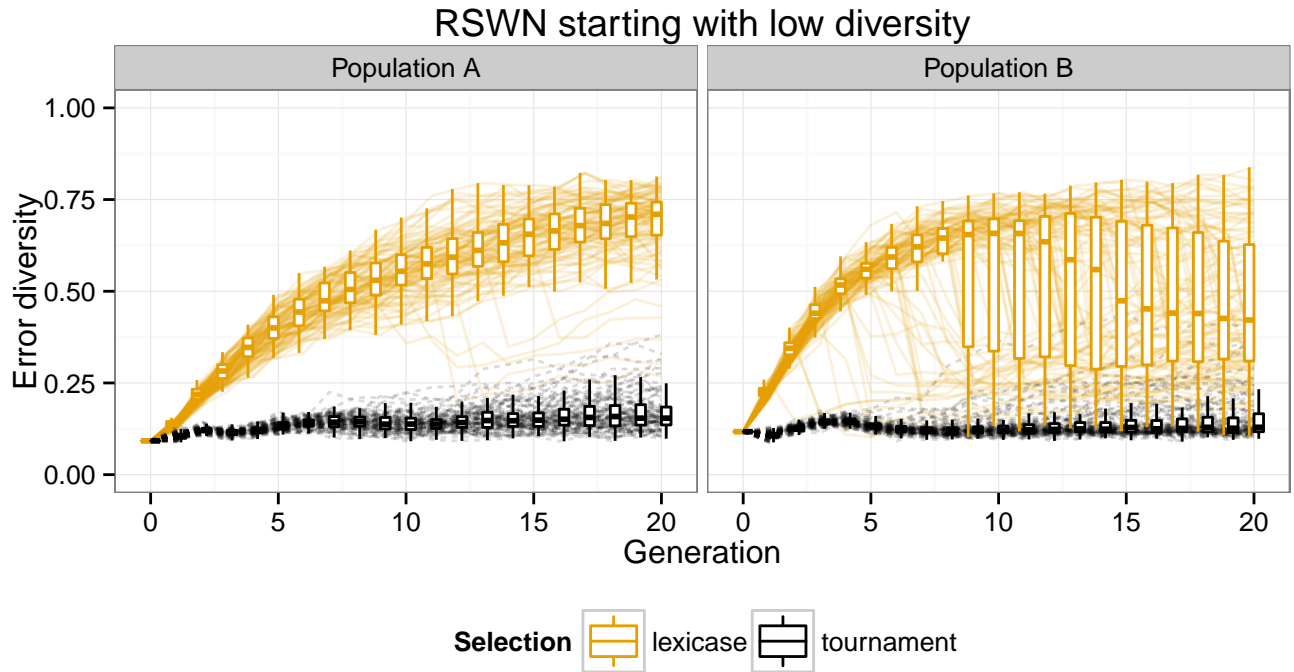 RSWN starting with low diversity
Population A
Population B
1.00
0.75
0.50
0.25
0.00
Error diversity
0 5 10 15 20
0 5 10 15 20
Generation
Selection lexicase tournament